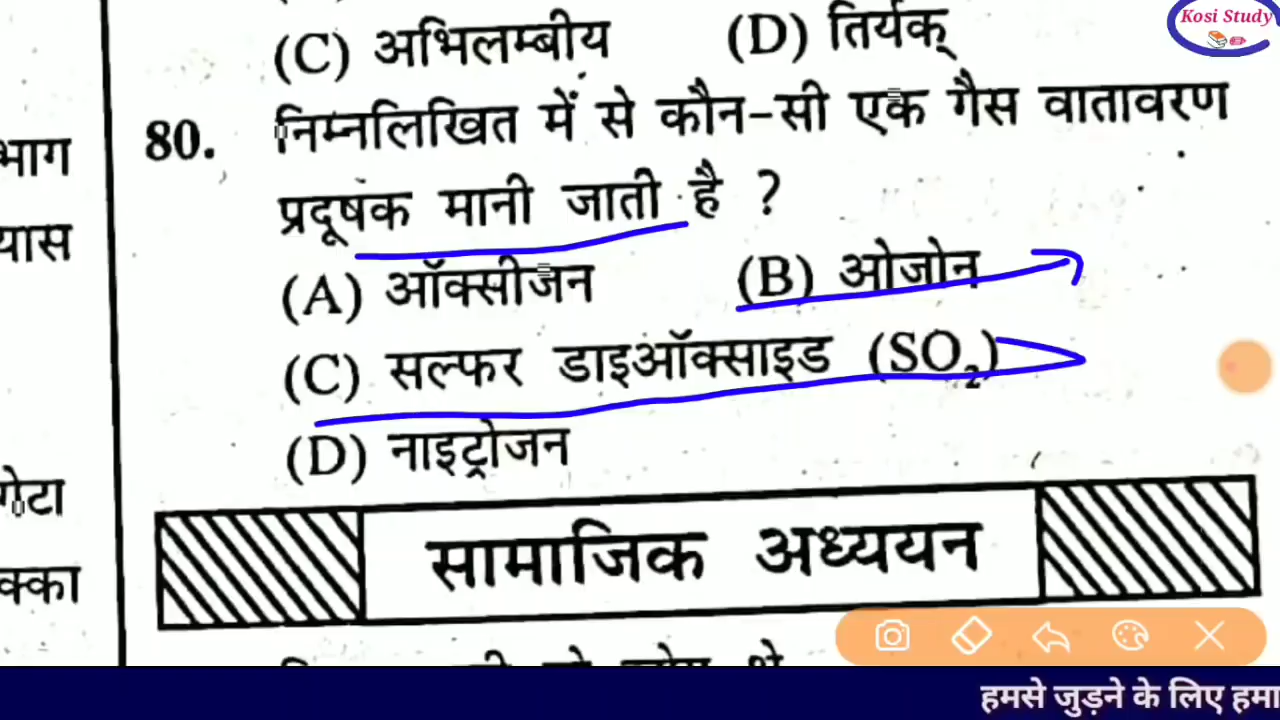 Kosi Study
(C) अभिलम्बीय (D) तिर्यक्
80. निम्नलिखित में से कौन-सी एक गैस वातावरण
प्रदूषक मानी जाती है ?
(A) ऑक्सीजन (B) ओजोन
(C) सल्फर डाइऑक्साइड (SO₂)
(D) नाइट्रोजन
भाग
यास
गेटा
क्का
सामाजिक अध्ययन
हमसे जुड़ने के लिए हमा